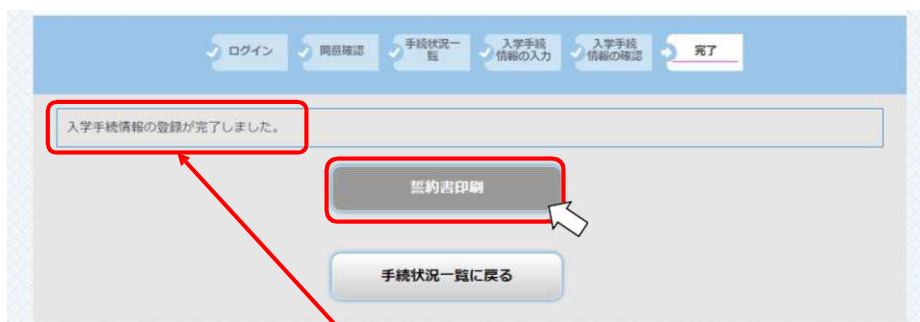 ログイン
同意確認
手続状況一
覧
入学手続
情報の入力
入学手続
情報の確認
完了
入学手続情報の登録が完了しました。
誓約書印刷
手続状況一覧に戻る